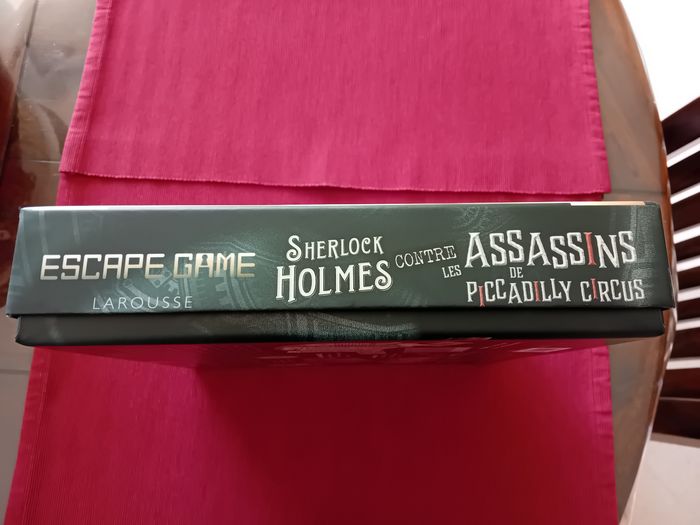 ESCAPE GAME
LAROUSSE
SHERLOCK
HOLMES
CONTRE
LES
ASSASSINS
DE
PICCADILLY CIRCUS